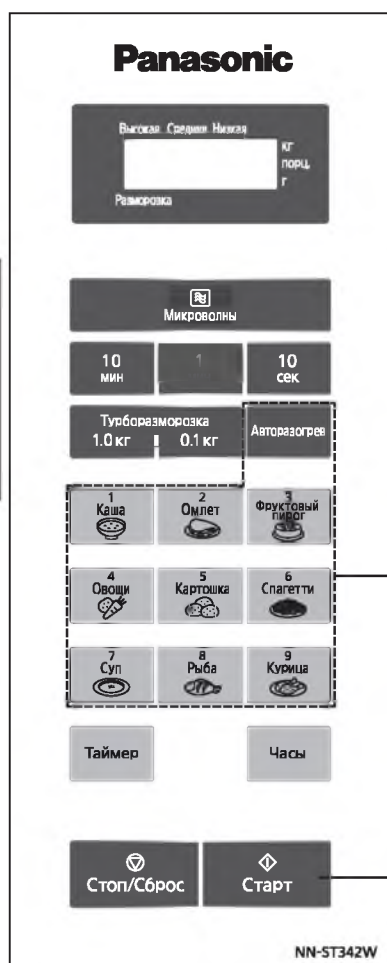 Panasonic
Высокая Средняя Низкая
кг
порц.
г
Разморозка
Микроволны
10 мин
1
10 сек
Турборазморозка
1.0 кг 0.1 кг
Авторазогрев
1 Каша
2 Омлет
3 Фруктовый пирог
4 Овощи
5 Картошка
6 Спагетти
7 Суп
8 Рыба
9 Курица
Таймер
Часы
Стоп/Сброс
Старт
NN-ST342W